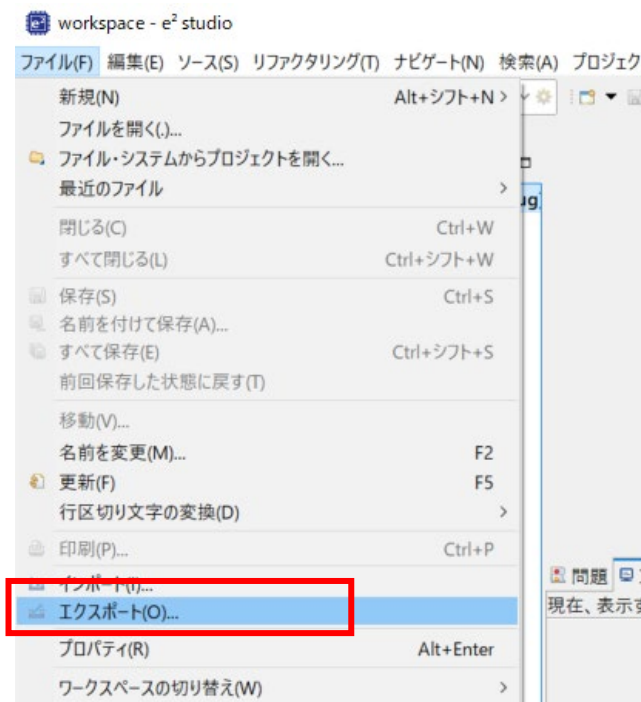 workspace - e² studio
ファイル(F) 編集(E) ソース(S) リファクタリング(T) ナビゲート(N) 検索(A) プロジェク
新規(N) Alt+シフト+N >
ファイルを開く(.)...
ファイル・システムからプロジェクトを開く...
最近のファイル >
閉じる(C) Ctrl+W
すべて閉じる(L) Ctrl+シフト+W
保存(S) Ctrl+S
名前を付けて保存(A)...
すべて保存(E) Ctrl+シフト+S
前回保存した状態に戻す(T)
移動(V)...
名前を変更(M)... F2
更新(F) F5
行区切り文字の変換(D) >
印刷(P)... Ctrl+P
インポート(I)...
エクスポート(O)...
プロパティ(R) Alt+Enter
ワークスペースの切り替え(W) >
ug
問題
現在、表示す